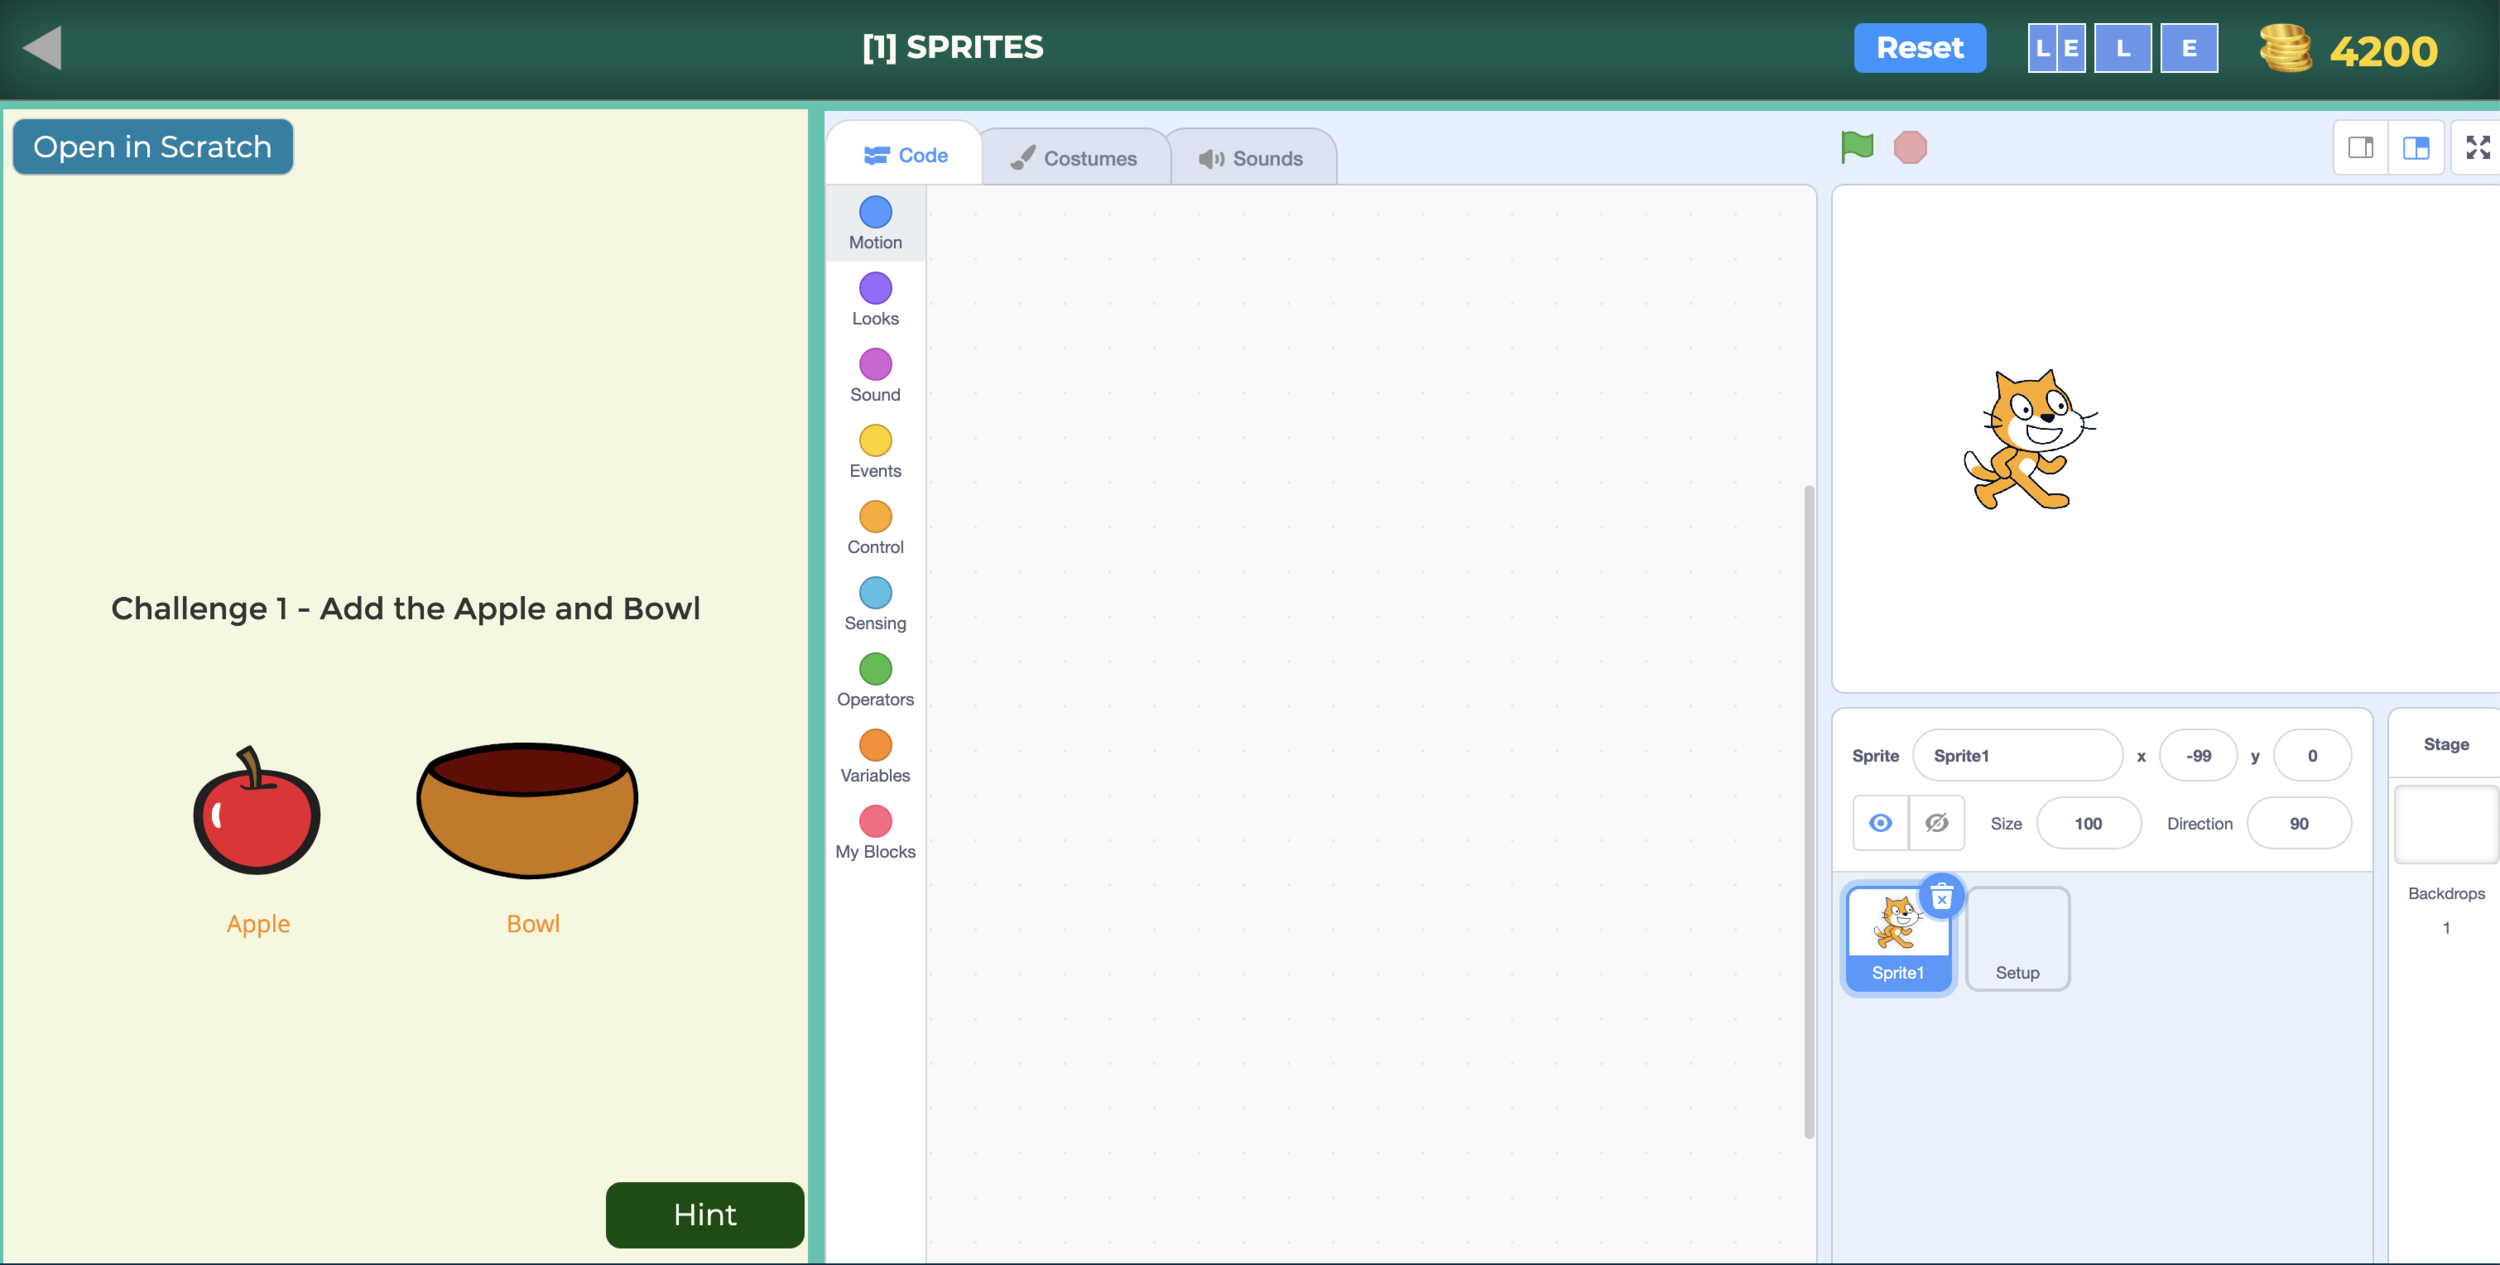 [1] SPRITES
Reset
L E
L
E
4200
Open in Scratch
Code
Costumes
Sounds
Motion
Looks
Sound
Events
Control
Sensing
Operators
Variables
My Blocks
Challenge 1 - Add the Apple and Bowl
Apple
Bowl
Hint
Sprite Sprite1 x -99 y 0
Size 100 Direction 90
Sprite1
Setup
Stage
Backdrops
1